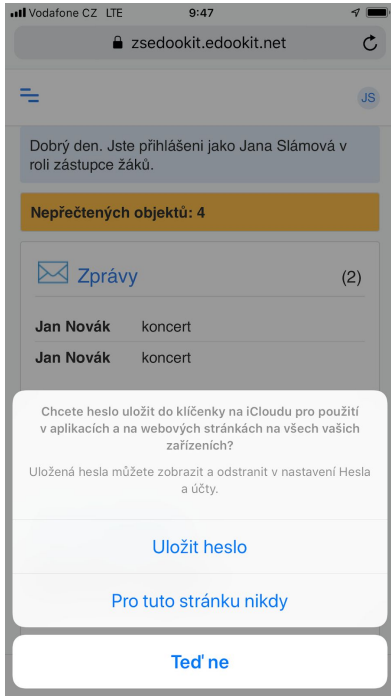 Vodafone CZ LTE 9:47
zsedookit.edookit.net
JS
Dobrý den. Jste přihlášeni jako Jana Slámová v
roli zástupce žáků.
Nepřečtených objektů: 4
Zprávy (2)
Jan Novák koncert
Jan Novák koncert
Chcete heslo uložit do klíčenky na iCloudu pro použití
v aplikacích a na webových stránkách na všech vašich
zařízeních?
Uložená hesla můžete zobrazit a odstranit v nastavení Hesla
a účty.
Uložit heslo
Pro tuto stránku nikdy
Teď ne